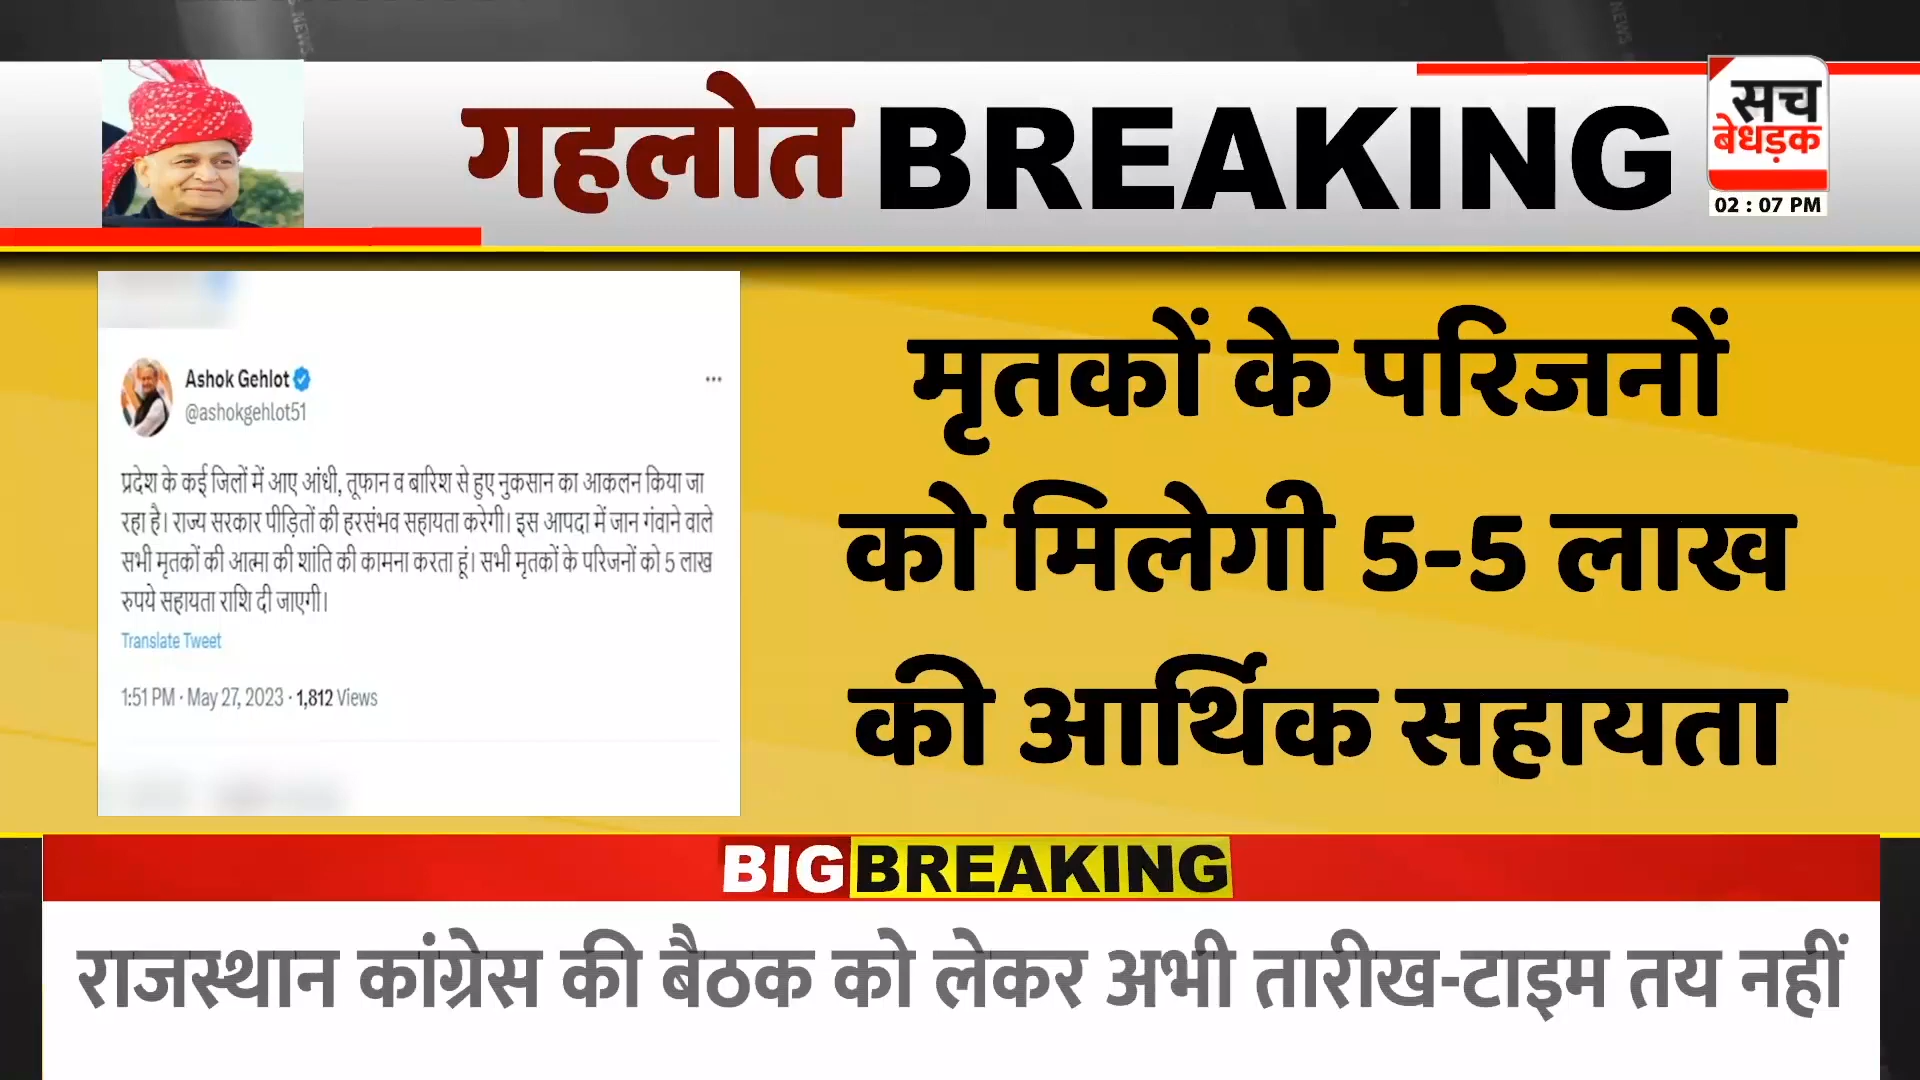 गहलोत BREAKING
सच
बेधड़क
02 : 07 PM
Ashok Gehlot
@ashokgehlot51
प्रदेश के कई जिलों में आए आंधी, तूफान व बारिश से हुए नुकसान का आकलन किया जा
रहा है। राज्य सरकार पीड़ितों की हरसंभव सहायता करेगी। इस आपदा में जान गंवाने वाले
सभी मृतकों की आत्मा की शांति की कामना करता हूं। सभी मृतकों के परिजनों को 5 लाख
रुपये सहायता राशि दी जाएगी।
Translate Tweet
1:51 PM · May 27, 2023 · 1,812 Views
मृतकों के परिजनों
को मिलेगी 5-5 लाख
की आर्थिक सहायता
BIG BREAKING
राजस्थान कांग्रेस की बैठक को लेकर अभी तारीख-टाइम तय नहीं